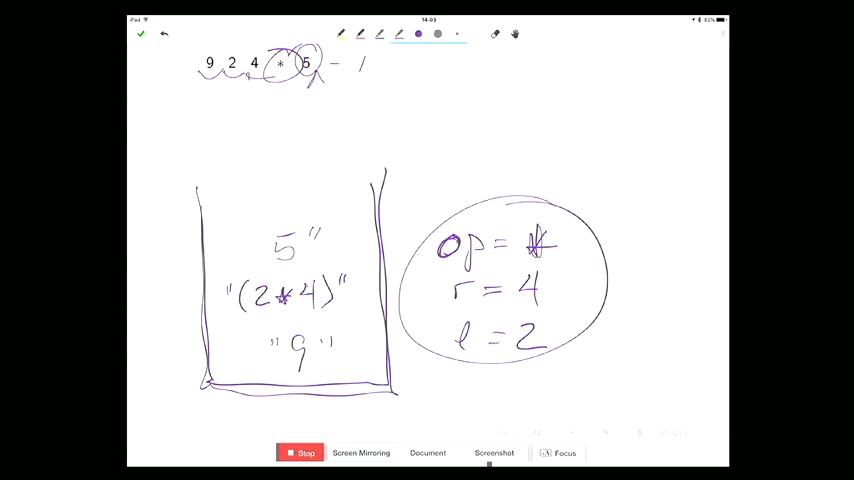 iPad
14:03
82%
9 2 4 * 5 - /
5"
"(2*4)"
"9"
op = *
r = 4
l = 2
Stop Screen Mirroring Document Screenshot Focus